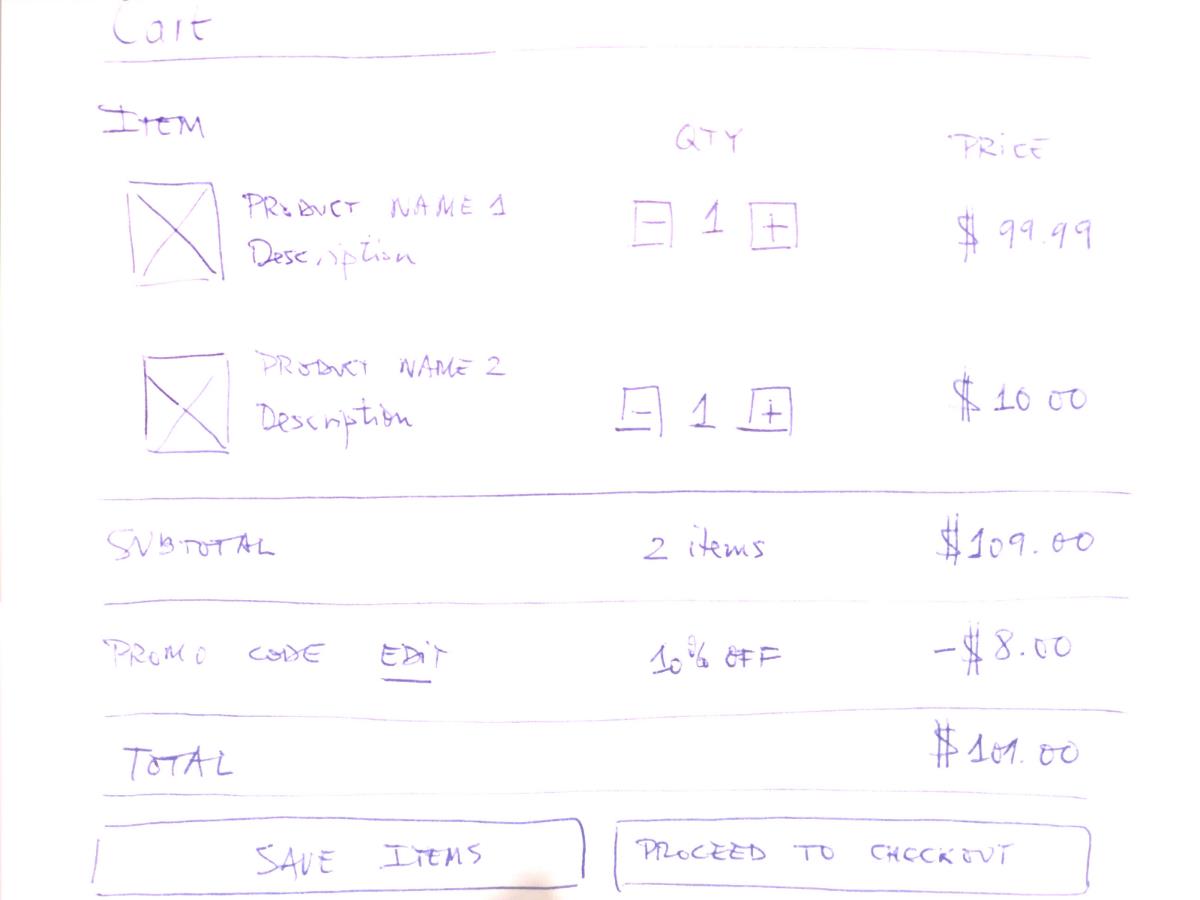 Cart
ITEM QTY PRICE
PRODUCT NAME 1 - 1 + $ 99.99
Description
PRODUCT NAME 2 - 1 + $ 10 00
Description
SUBTOTAL 2 items $109.00
PROMO CODE EDIT 10% OFF -$8.00
TOTAL $101.00
SAVE ITEMS PROCEED TO CHECKOUT